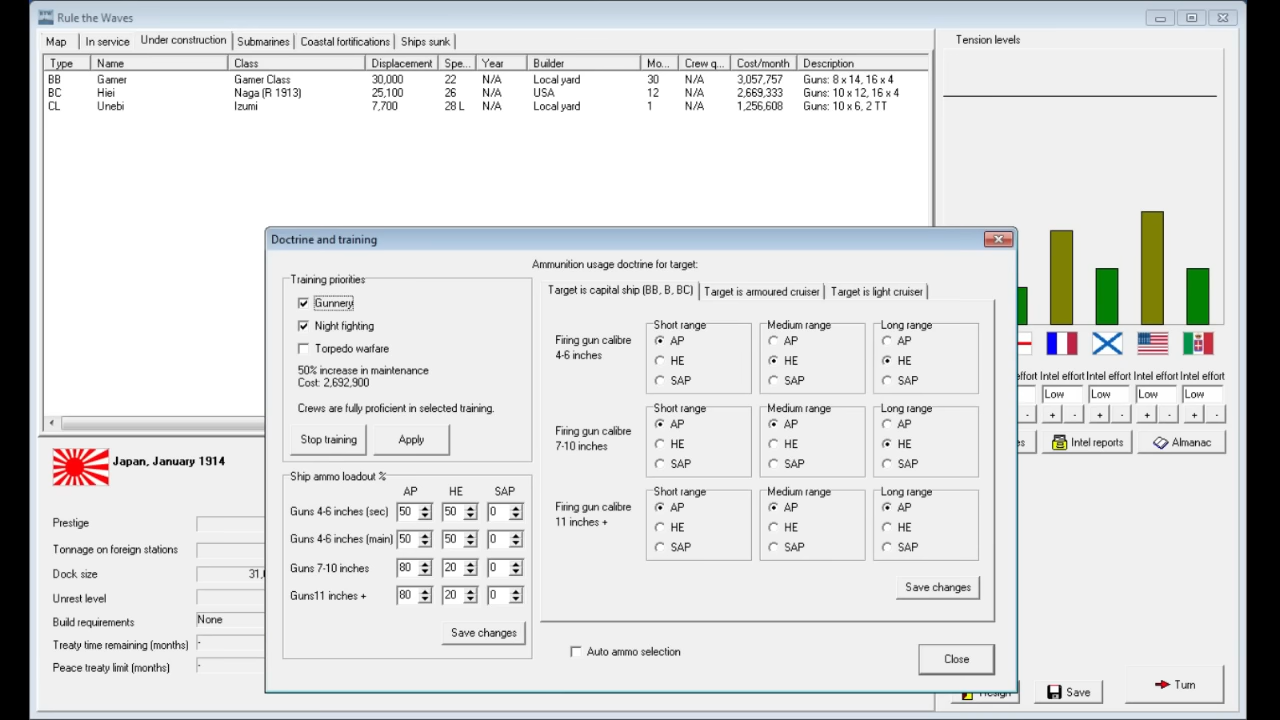 Rule the Waves
Map In service Under construction Submarines Coastal fortifications Ships sunk
Type Name Class Displacement Spe... Year Builder Mo... Crew q... Cost/month Description
BB Gamer Gamer Class 30,000 22 N/A Local yard 30 N/A 3,057,757 Guns: 8 x 14, 16 x 4
BC Hiei Naga (R 1913) 25,100 26 N/A USA 12 N/A 2,669,333 Guns: 10 x 12, 16 x 4
CL Unebi Izumi 7,700 28 L N/A Local yard 1 N/A 1,256,608 Guns: 10 x 6, 2 TT
Tension levels
Intel effort Intel effort Intel effort Intel effort
Low Low Low Low
- + - + - + - + -
Intel reports Almanac
Japan, January 1914
Prestige
Tonnage on foreign stations
Dock size
Unrest level
Build requirements None
Treaty time remaining (months) -
Peace treaty limit (months) -
Save Turn
Doctrine and training
Training priorities
Gunnery
Night fighting
Torpedo warfare
50% increase in maintenance
Cost: 2,692,900
Crews are fully proficient in selected training.
Stop training Apply
Ship ammo loadout %
AP HE SAP
Guns 4-6 inches (sec) 50 50 0
Guns 4-6 inches (main) 50 50 0
Guns 7-10 inches 80 20 0
Guns11 inches + 80 20 0
Save changes
Ammunition usage doctrine for target:
Target is capital ship (BB, B, BC) Target is armoured cruiser Target is light cruiser
Firing gun calibre
4-6 inches
Short range Medium range Long range
AP AP AP
HE HE HE
SAP SAP SAP
Firing gun calibre
7-10 inches
Short range Medium range Long range
AP AP AP
HE HE HE
SAP SAP SAP
Firing gun calibre
11 inches +
Short range Medium range Long range
AP AP AP
HE HE HE
SAP SAP SAP
Save changes
Auto ammo selection
Close